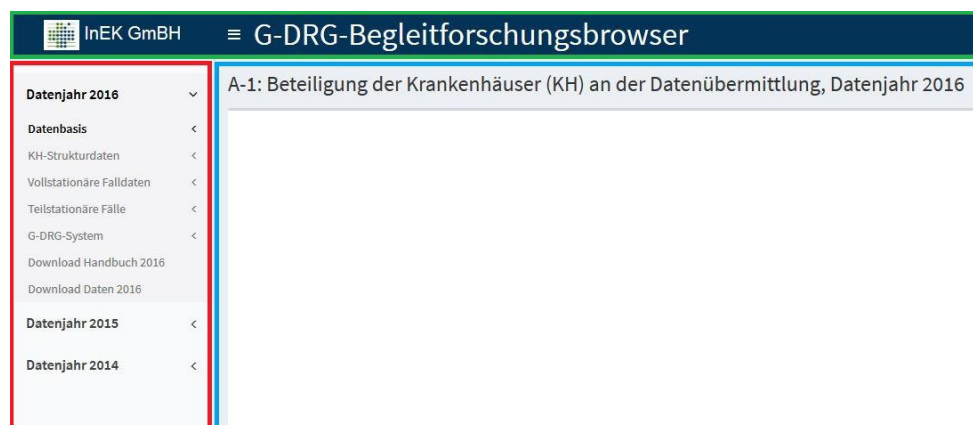 InEK GmBH
≡ G-DRG-Begleitforschungsbrowser
Datenjahr 2016
Datenbasis
KH-Strukturdaten
Vollstationäre Falldaten
Teilstationäre Fälle
G-DRG-System
Download Handbuch 2016
Download Daten 2016
Datenjahr 2015
Datenjahr 2014
A-1: Beteiligung der Krankenhäuser (KH) an der Datenübermittlung, Datenjahr 2016